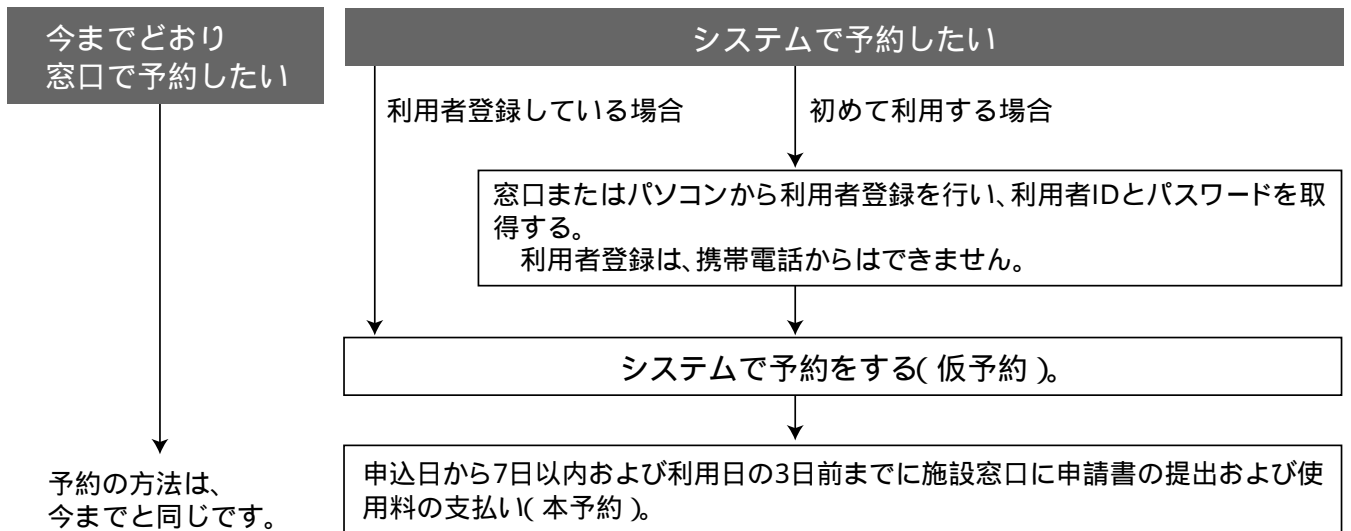 今までどおり
窓口で予約したい
予約の方法は、
今までと同じです。
システムで予約したい
利用者登録している場合
初めて利用する場合
窓口またはパソコンから利用者登録を行い、利用者IDとパスワードを取
得する。
利用者登録は、携帯電話からはできません。
システムで予約をする(仮予約)。
申込日から7日以内および利用日の3日前までに施設窓口に申請書の提出および使
用料の支払い(本予約)。